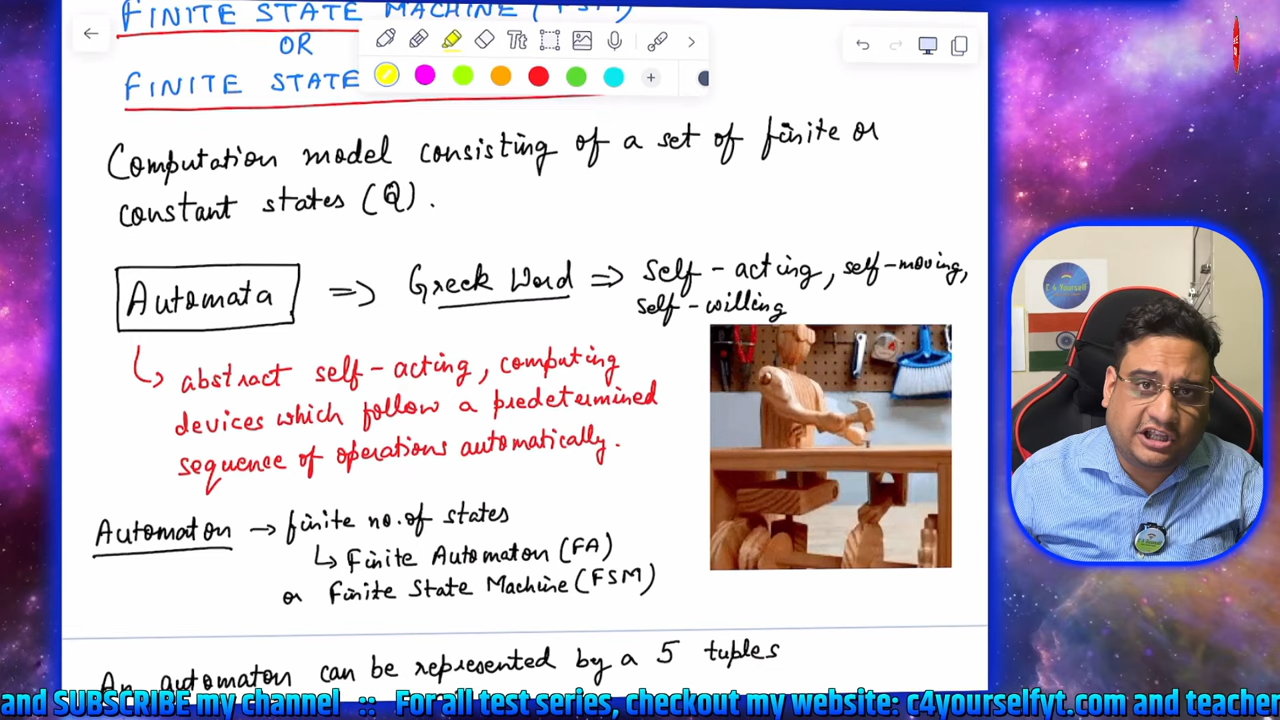 FINITE STATE MACHINE (FSM)
OR
FINITE STATE
Computation model consisting of a set of finite or
constant states (Q).
Automata => Greek Word => Self-acting, self-moving,
self-willing
abstract self-acting, computing
devices which follow a predetermined
sequence of operations automatically.
Automaton → finite no. of states
↳ Finite Automaton (FA)
or Finite State Machine (FSM)
An automaton can be represented by a 5 tuples
Tt
C 4 Yourself
and SUBSCRIBE my channel :: For all test series, checkout my website: c4yourselfyt.com and teacher